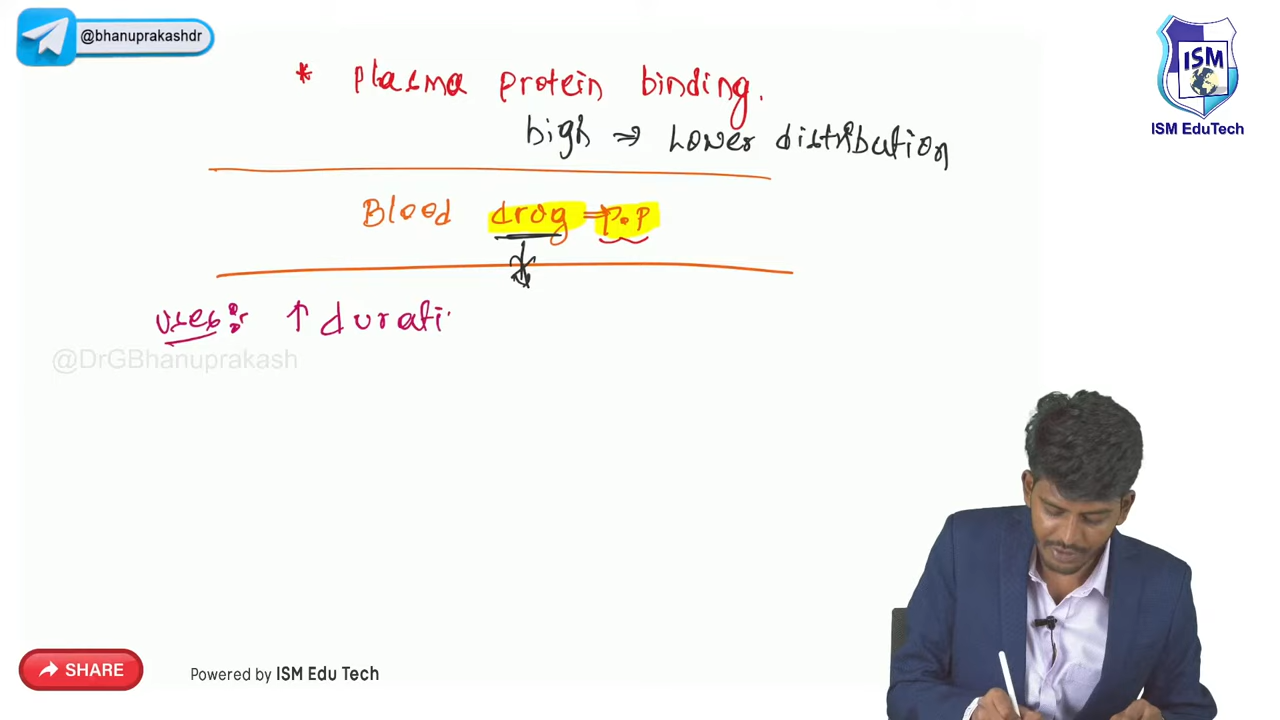 @bhanuprakashdr
ISM
ISM EduTech
* Plasma protein binding.
high ⇒ Lower distribution
Blood drog ⇒ P.P
Uses: ↑ durati
@DrGBhanuprakash
SHARE
Powered by ISM Edu Tech